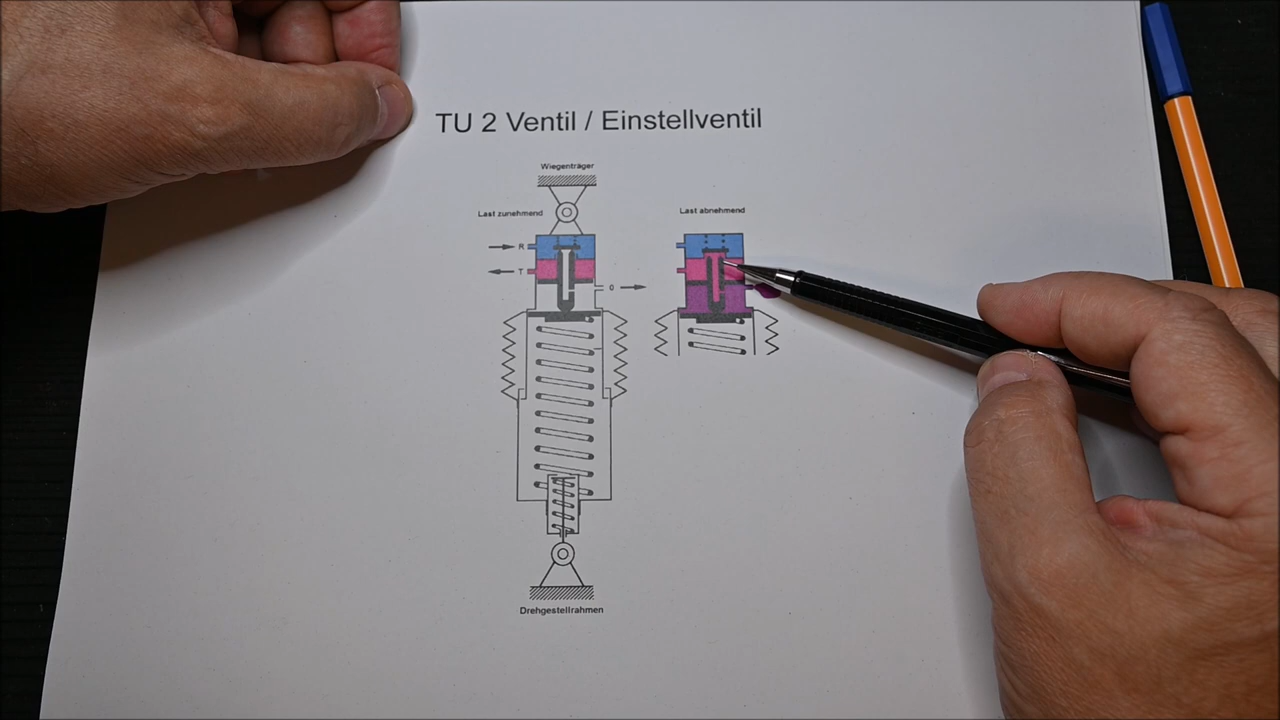 TU 2 Ventil / Einstellventil
Wiegenträger
Last zunehmend
Last abnehmend
R
T
0
Drehgestellrahmen